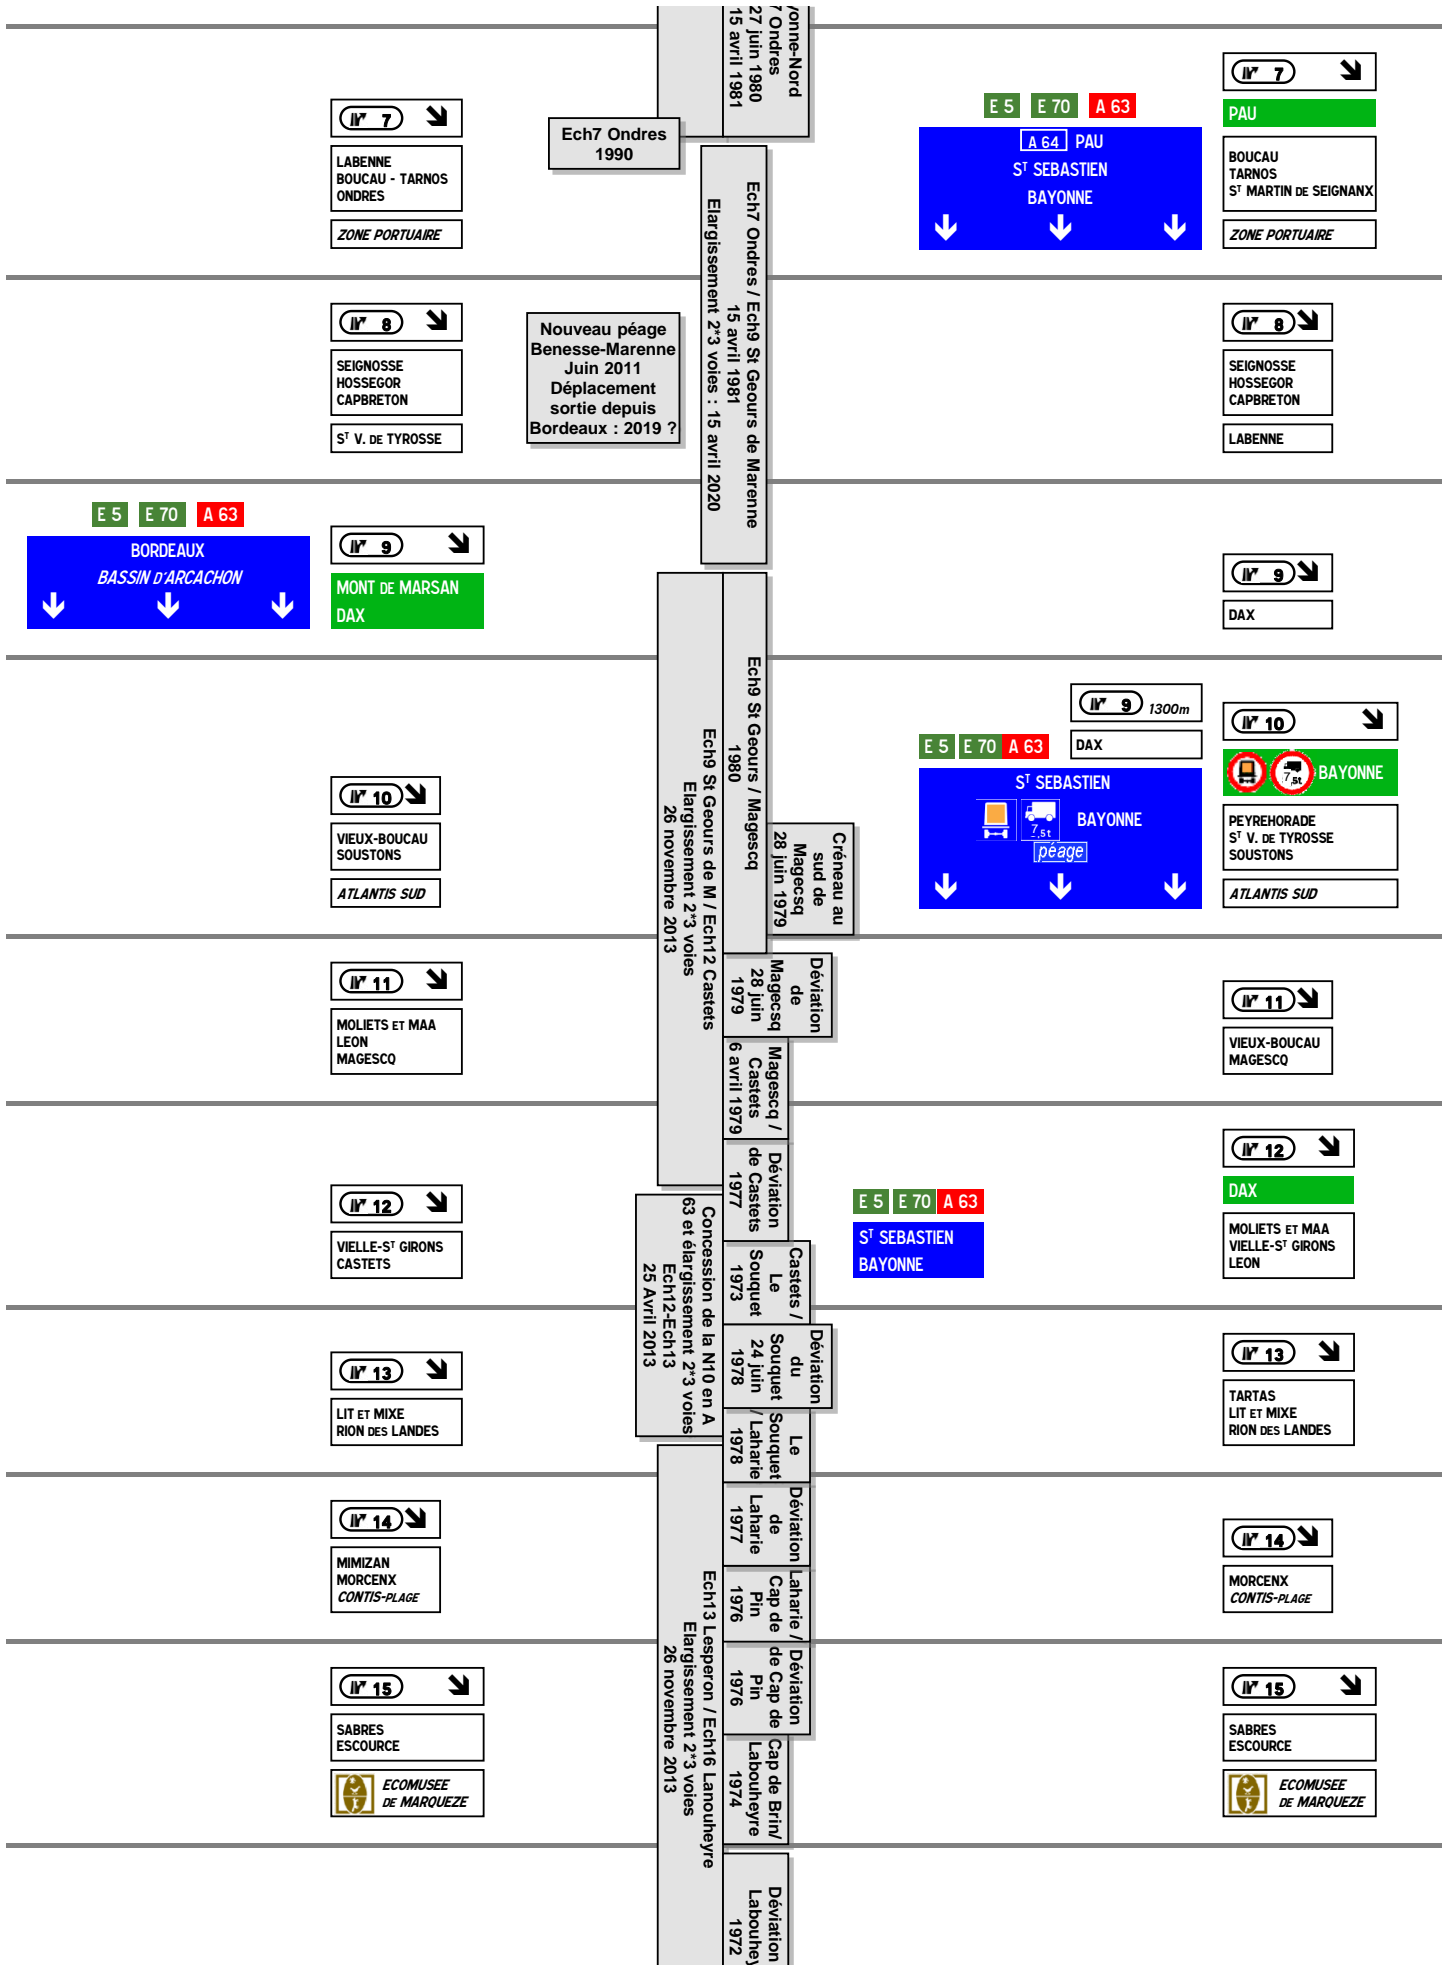 yonne-Nord
7 Ondres
27 juin 1980
15 avril 1981
7
LABENNE
BOUCAU - TARNOS
ONDRES
ZONE PORTUAIRE
Ech7 Ondres
1990
E 5 E 70 A 63
A 64 PAU
ST SEBASTIEN
BAYONNE
7
PAU
BOUCAU
TARNOS
ST MARTIN DE SEIGNANX
ZONE PORTUAIRE
Ech7 Ondres / Ech9 St Geours de Marenne
15 avril 1981
Elargissement 2*3 voies : 15 avril 2020
8
SEIGNOSSE
HOSSEGOR
CAPBRETON
ST V. DE TYROSSE
Nouveau péage
Benesse-Marenne
Juin 2011
Déplacement
sortie depuis
Bordeaux : 2019 ?
8
SEIGNOSSE
HOSSEGOR
CAPBRETON
LABENNE
E 5 E 70 A 63
BORDEAUX
BASSIN D'ARCACHON
9
MONT DE MARSAN
DAX
9
DAX
Ech9 St Geours / Magescq
1980
Ech9 St Geours de M / Ech12 Castets
Elargissement 2*3 voies
26 novembre 2013
10
VIEUX-BOUCAU
SOUSTONS
ATLANTIS SUD
Créneau au
sud de
Magecsq
28 juin 1979
9 1300m
DAX
E 5 E 70 A 63
ST SEBASTIEN
7,5t
BAYONNE
péage
10
7,5t
BAYONNE
PEYREHORADE
ST V. DE TYROSSE
SOUSTONS
ATLANTIS SUD
11
MOLIETS ET MAA
LEON
MAGESCQ
Déviation
de
Magecsq
28 juin
1979
Magescq /
Castets
6 avril 1979
11
VIEUX-BOUCAU
MAGESCQ
12
VIELLE-ST GIRONS
CASTETS
Déviation
de Castets
1977
Concession de la N10 en A
63 et élargissement 2*3 voies
Ech12-Ech13
25 Avril 2013
Castets /
Le
Souquet
1973
E 5 E 70 A 63
ST SEBASTIEN
BAYONNE
12
DAX
MOLIETS ET MAA
VIELLE-ST GIRONS
LEON
13
LIT ET MIXE
RION DES LANDES
Déviation
du
Souquet
24 juin
1978
Le
Souquet
/ Laharie
1978
13
TARTAS
LIT ET MIXE
RION DES LANDES
14
MIMIZAN
MORCENX
CONTIS-PLAGE
Déviation
de
Laharie
1977
Laharie /
Cap de
Pin
1976
14
MORCENX
CONTIS-PLAGE
Ech13 Lesperon / Ech16 Lanouheyre
Elargissement 2*3 voies
26 novembre 2013
15
SABRES
ESCOURCE
ECOMUSEE
DE MARQUEZE
Déviation
de Cap de
Pin
1976
Cap de Brin/
Labouheyre
1974
15
SABRES
ESCOURCE
ECOMUSEE
DE MARQUEZE
Déviation
Labouhey
1972